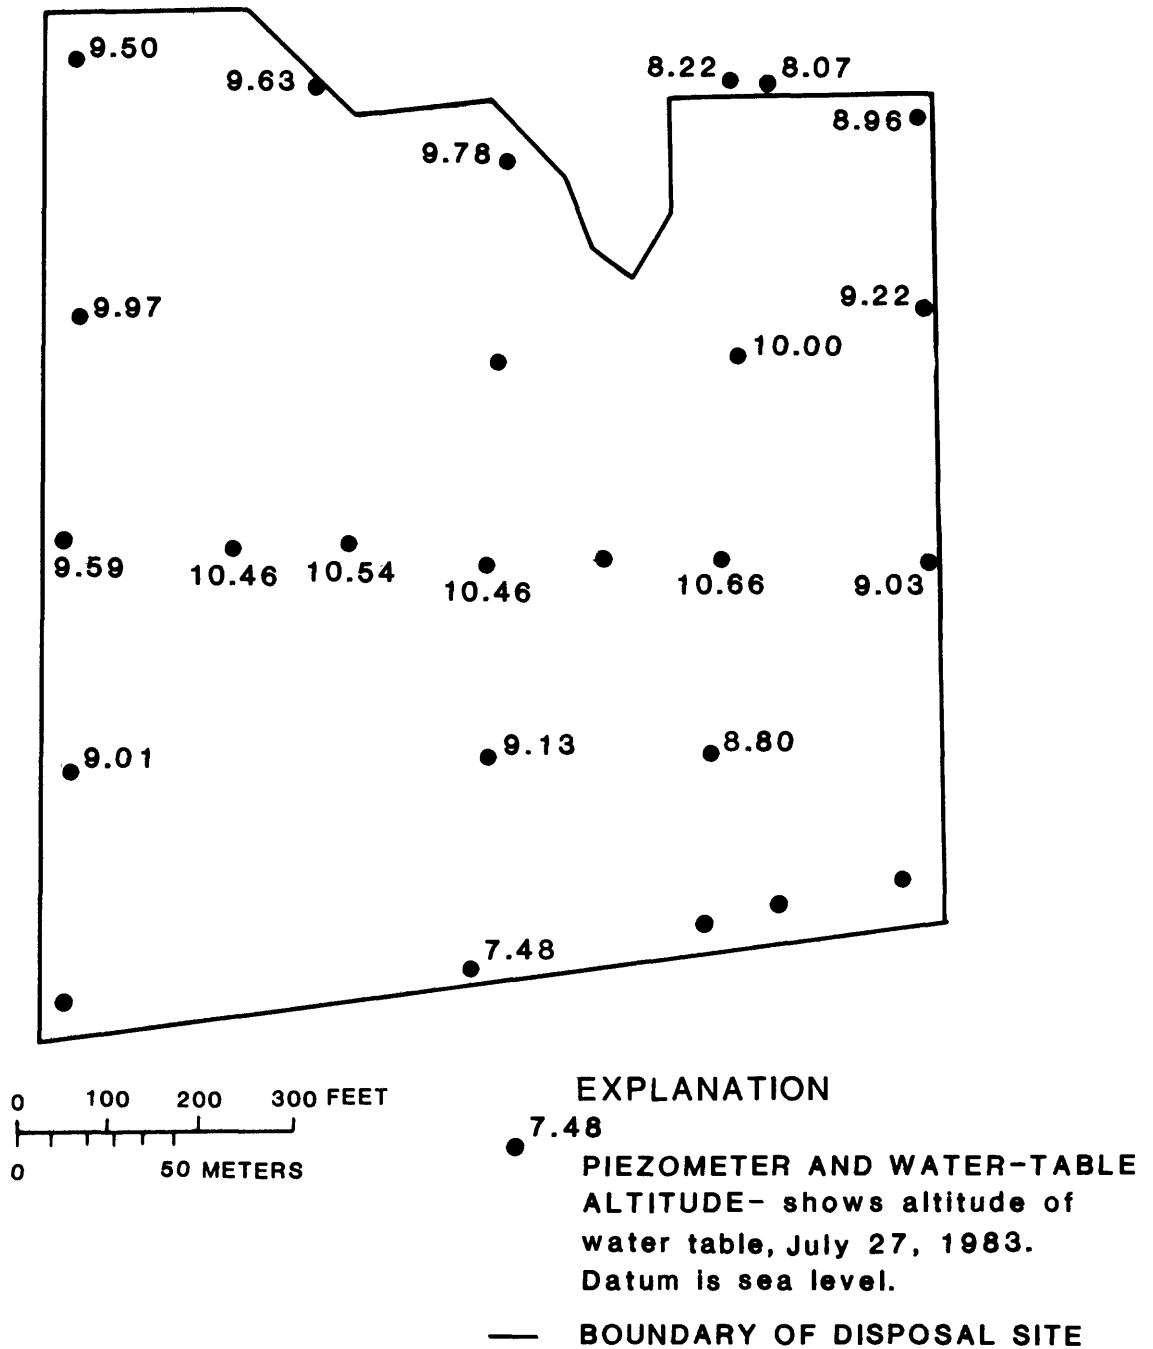 9.50
8.22 8.07
9.63
8.96
9.78
9.22
9.97
10.00
9.59 10.46 10.54 10.46 10.66 9.03
9.01 9.13 8.80
7.48
0 100 200 300 FEET
0 50 METERS
EXPLANATION
7.48
PIEZOMETER AND WATER-TABLE
ALTITUDE- shows altitude of
water table, July 27, 1983.
Datum is sea level.
BOUNDARY OF DISPOSAL SITE